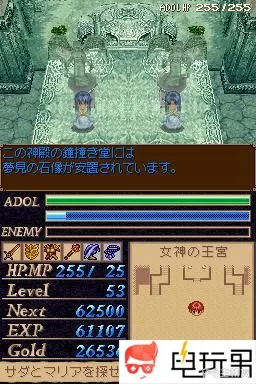 ADOL HP 255/255
この神殿の鐘撞き堂には
夢見の石像が安置されています。
ADOL
ENEMY
HP.MP 255/ 25
Level 53
Next 62500
EXP 61107
Gold 26536
女神の王宮
サダとマリアを探せ
电玩男